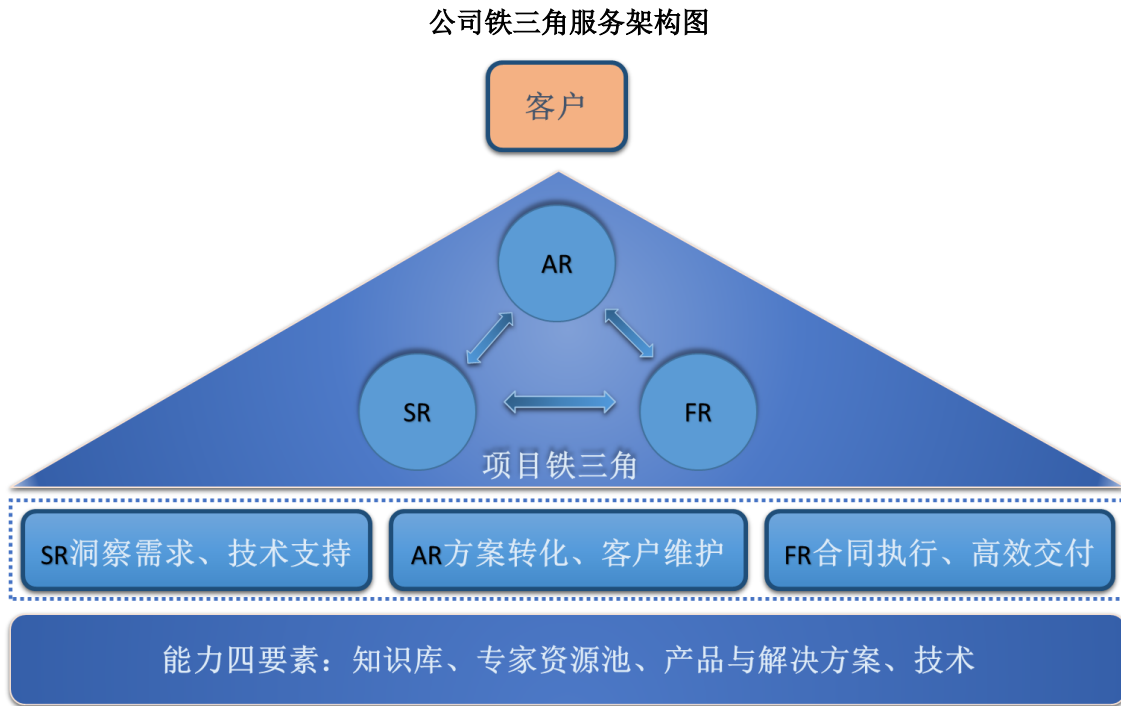 公司铁三角服务架构图
客户
AR
SR
FR
项目铁三角
SR洞察需求、技术支持
AR方案转化、客户维护
FR合同执行、高效交付
能力四要素：知识库、专家资源池、产品与解决方案、技术